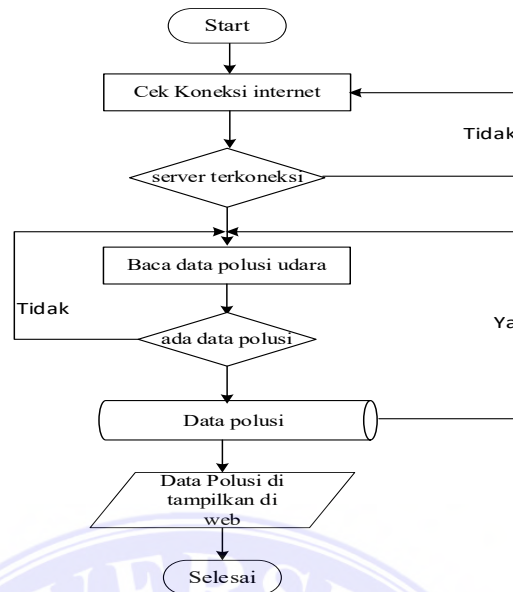 Start
Cek Koneksi internet
Tidak
server terkoneksi
Baca data polusi udara
Tidak
Ya
ada data polusi
Data polusi
Data Polusi di
tampilkan di
web
Selesai